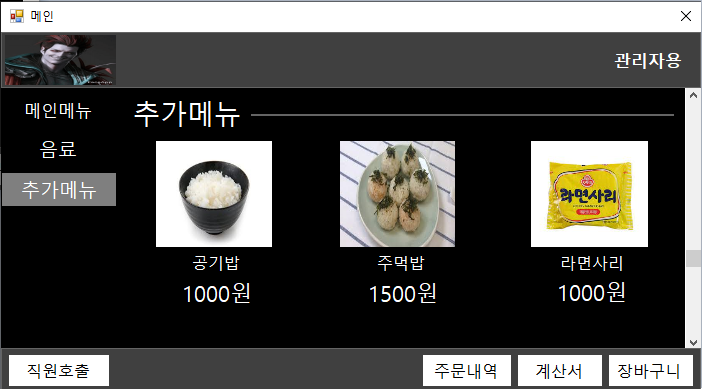 메인
관리자용
메인메뉴
음료
추가메뉴
추가메뉴
라면사리
공기밥
주먹밥
라면사리
1000원
1500원
1000원
직원호출
주문내역
계산서
장바구니